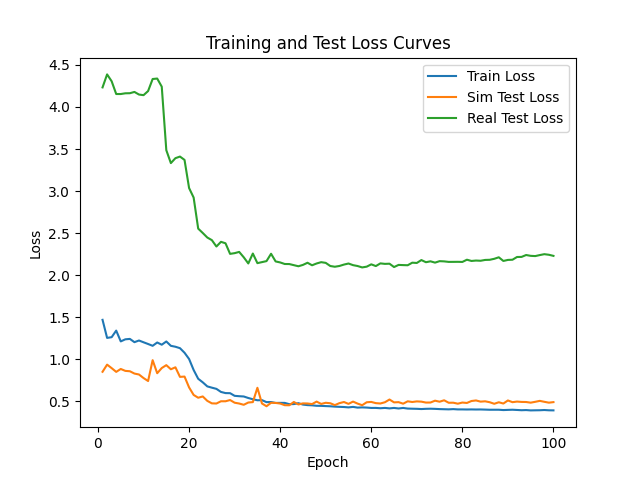 Training and Test Loss Curves
Train Loss
Sim Test Loss
Real Test Loss
4.5
4.0
3.5
3.0
2.5
2.0
1.5
1.0
0.5
Loss
0 20 40 60 80 100
Epoch